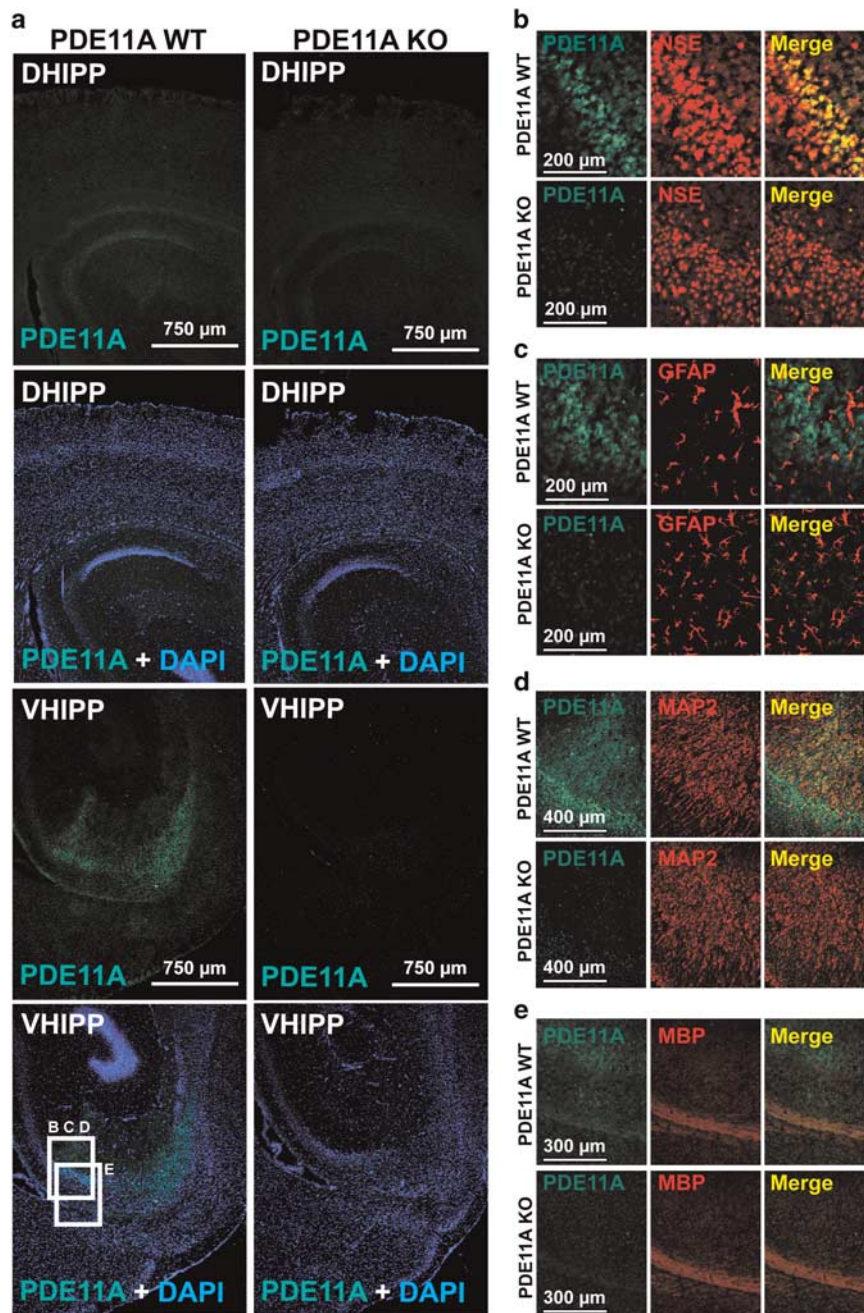 a
PDE11A WT PDE11A KO
DHIPP DHIPP
750 µm 750 µm
PDE11A PDE11A
DHIPP DHIPP
PDE11A + DAPI PDE11A + DAPI
VHIPP VHIPP
750 µm 750 µm
PDE11A PDE11A
VHIPP VHIPP
B C D
E
PDE11A + DAPI PDE11A + DAPI
b
PDE11A WT
PDE11A NSE Merge
200 µm
PDE11A KO
PDE11A NSE Merge
200 µm
c
PDE11A WT
PDE11A GFAP Merge
200 µm
PDE11A KO
PDE11A GFAP Merge
200 µm
d
PDE11A WT
PDE11A MAP2 Merge
400 µm
PDE11A KO
PDE11A MAP2 Merge
400 µm
e
PDE11A WT
PDE11A MBP Merge
300 µm
PDE11A KO
PDE11A MBP Merge
300 µm